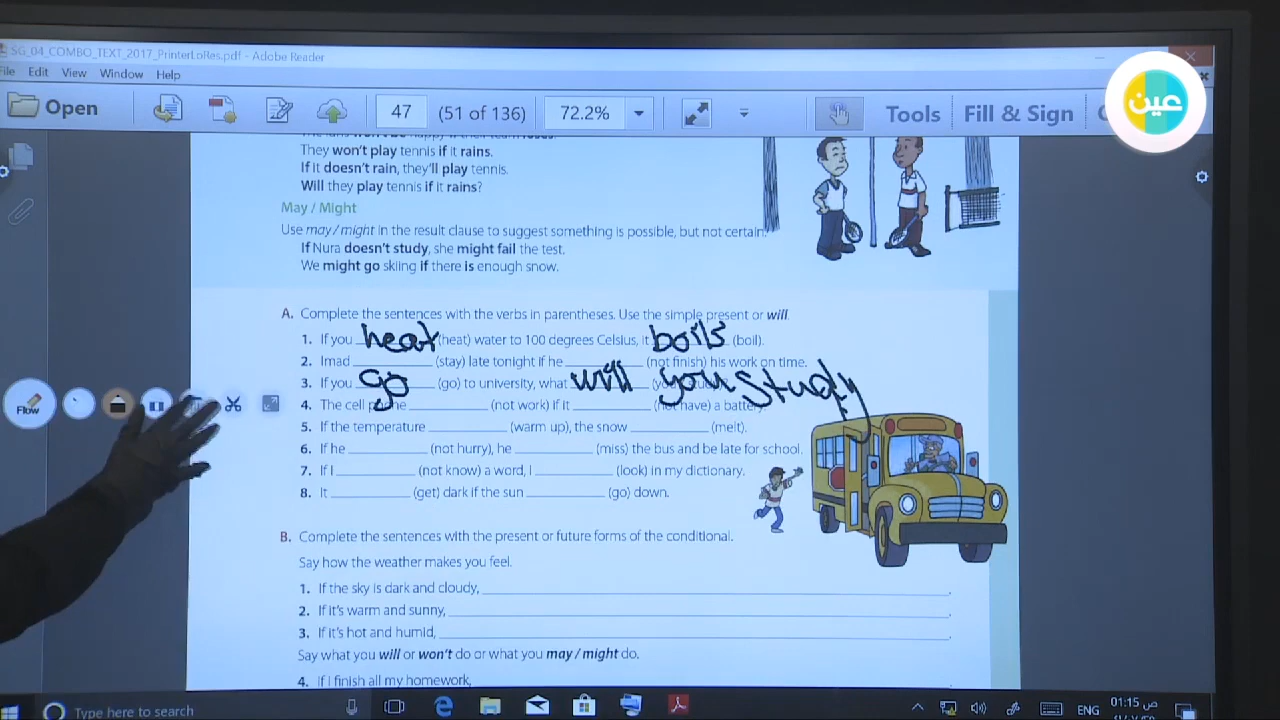 SG_04_COMBO_TEXT_2017_PrinterLoRes.pdf - Adobe Reader
File Edit View Window Help
Open 47 (51 of 136) 72.2% Tools Fill & Sign
عين
They won't play tennis if it rains.
If it doesn't rain, they'll play tennis.
Will they play tennis if it rains?
May / Might
Use may / might in the result clause to suggest something is possible, but not certain.
If Nura doesn't study, she might fail the test.
We might go skiing if there is enough snow.
A. Complete the sentences with the verbs in parentheses. Use the simple present or will.
1. If you heat (heat) water to 100 degrees Celsius, it boils (boil).
2. Imad (stay) late tonight if he (not finish) his work on time.
3. If you go (go) to university, what will you study
4. The cell phone (not work) if it (not have) a battery.
5. If the temperature (warm up), the snow (melt).
6. If he (not hurry), he (miss) the bus and be late for school.
7. If I (not know) a word, I (look) in my dictionary.
8. It (get) dark if the sun (go) down.
B. Complete the sentences with the present or future forms of the conditional.
Say how the weather makes you feel.
1. If the sky is dark and cloudy,
2. If it's warm and sunny,
3. If it's hot and humid,
Say what you will or won't do or what you may / might do.
4. If I finish all my homework,
Flow
Type here to search
ENG
01:15 ص